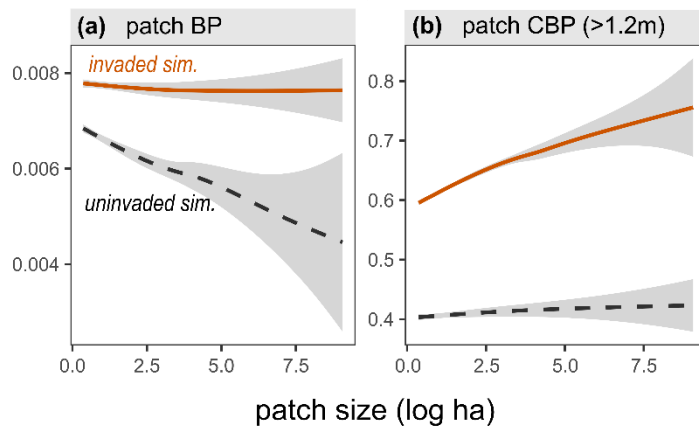 (a) patch BP
(b) patch CBP (>1.2m)
invaded sim.
uninvaded sim.
0.008
0.006
0.004
0.8
0.7
0.6
0.5
0.4
0.0 2.5 5.0 7.5
0.0 2.5 5.0 7.5
patch size (log ha)